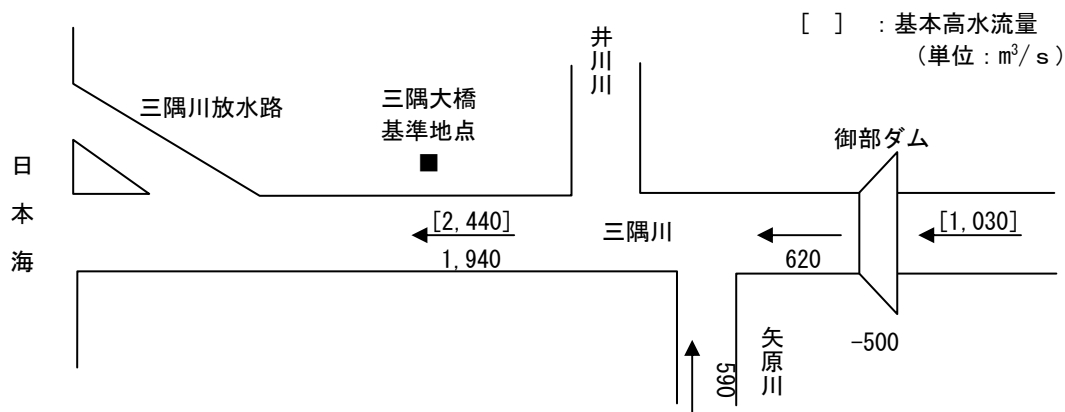 [ ] : 基本高水流量
(単位：m³/ｓ)
井川川
三隅川放水路
三隅大橋
基準地点
■
御部ダム
日本海
[2,440]
1,940
三隅川
620
[1,030]
-500
矢原川
590